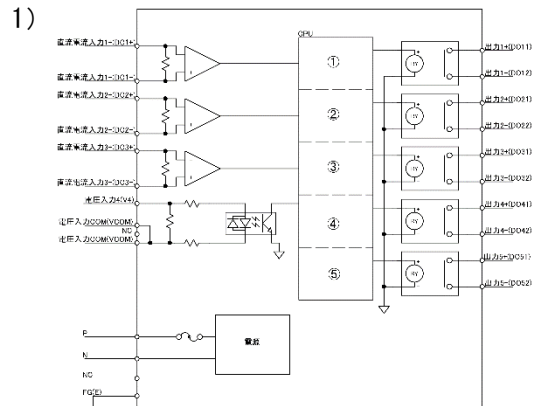 1)
CPU
直流電流入力1-(DC1+)
直流電流入力1-(DC1-)
直流電流入力2-(DC2+)
直流電流入力2-(DC2-)
直流電流入力3-(DC3+)
直流電流入力3-(DC3-)
電圧入力4(V4)
電圧入力COM(VCOM)
NC
電圧入力COM(VCOM)
①
②
③
④
⑤
RY
出力1+(DO11)
出力1-(DO12)
RY
出力2+(DO21)
出力2-(DO22)
RY
出力3+(DO31)
出力3-(DO32)
RY
出力4+(DO41)
出力4-(DO42)
RY
出力5+(DO51)
出力5-(DO52)
P
N
NC
FG(E)
電源